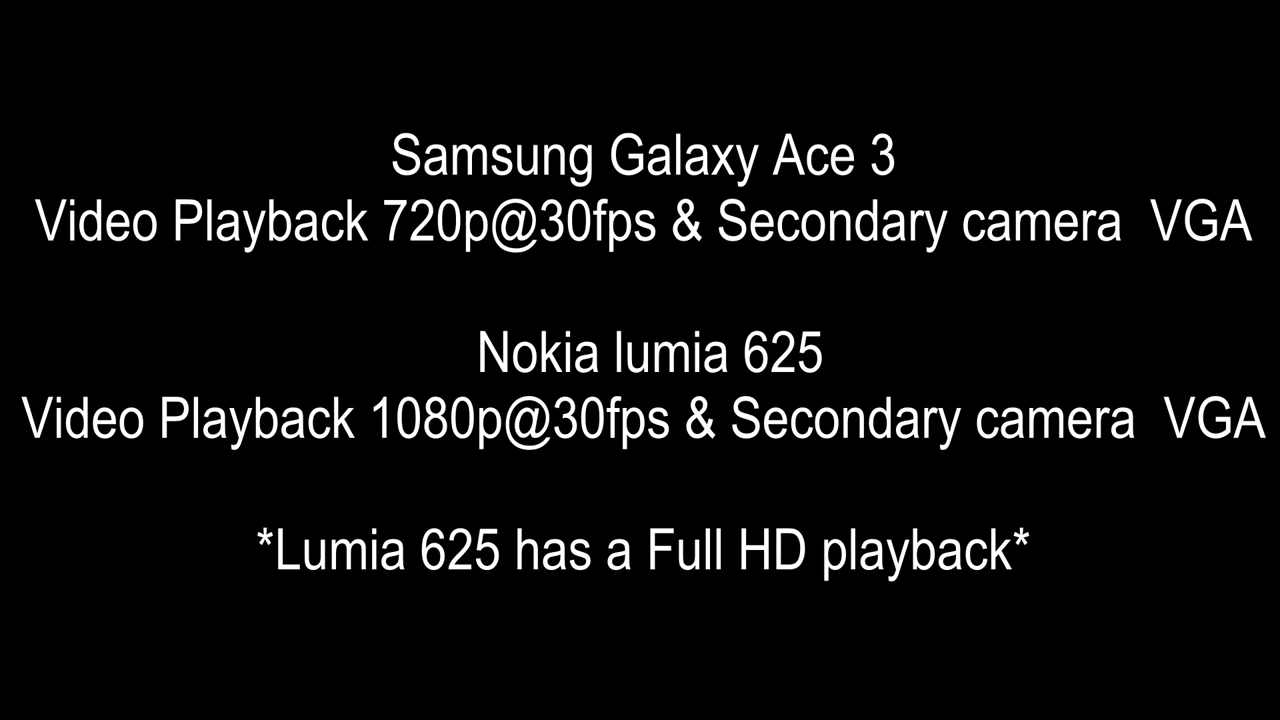 Samsung Galaxy Ace 3
Video Playback 720p@30fps & Secondary camera  VGA
Nokia lumia 625
Video Playback 1080p@30fps & Secondary camera  VGA
*Lumia 625 has a Full HD playback*